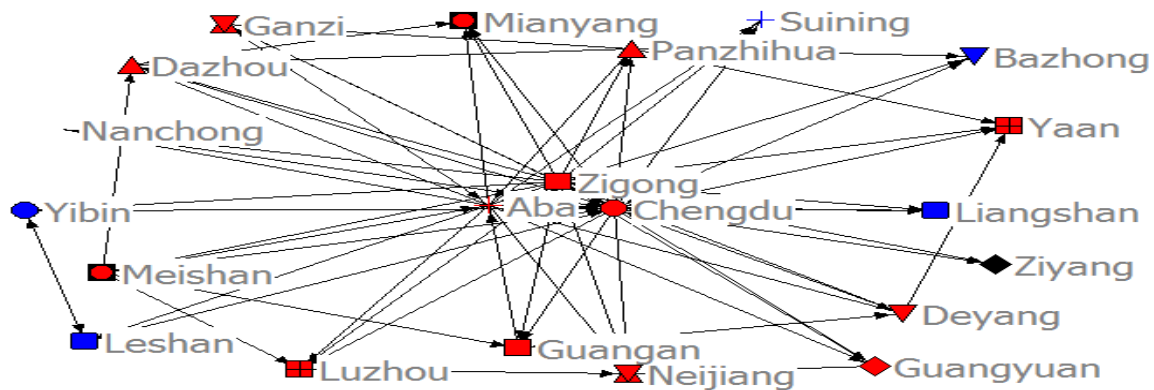 Ganzi
Mianyang
Suining
Panzhihua
Bazhong
Dazhou
Nanchong
Yaan
Zigong
Yibin
Aba
Chengdu
Liangshan
Meishan
Ziyang
Deyang
Leshan
Luzhou
Guangan
Neijiang
Guangyuan